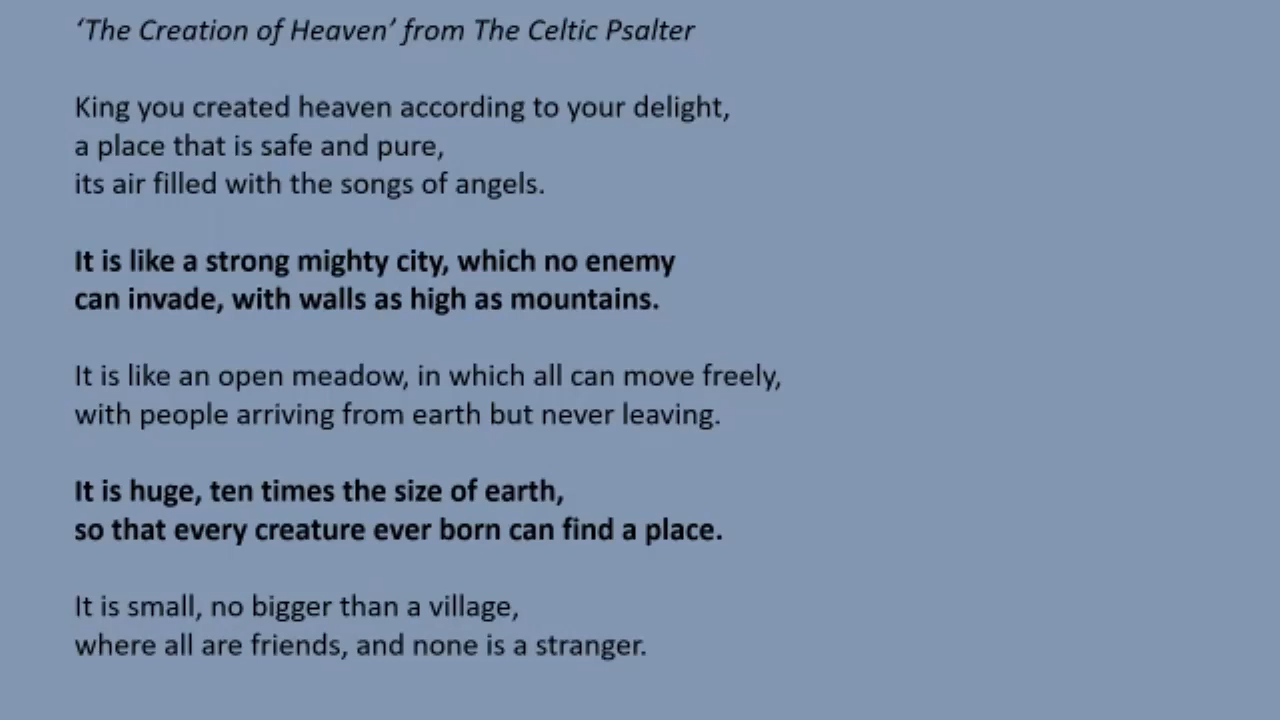 ‘The Creation of Heaven’ from The Celtic Psalter
King you created heaven according to your delight,
a place that is safe and pure,
its air filled with the songs of angels.
It is like a strong mighty city, which no enemy
can invade, with walls as high as mountains.
It is like an open meadow, in which all can move freely,
with people arriving from earth but never leaving.
It is huge, ten times the size of earth,
so that every creature ever born can find a place.
It is small, no bigger than a village,
where all are friends, and none is a stranger.